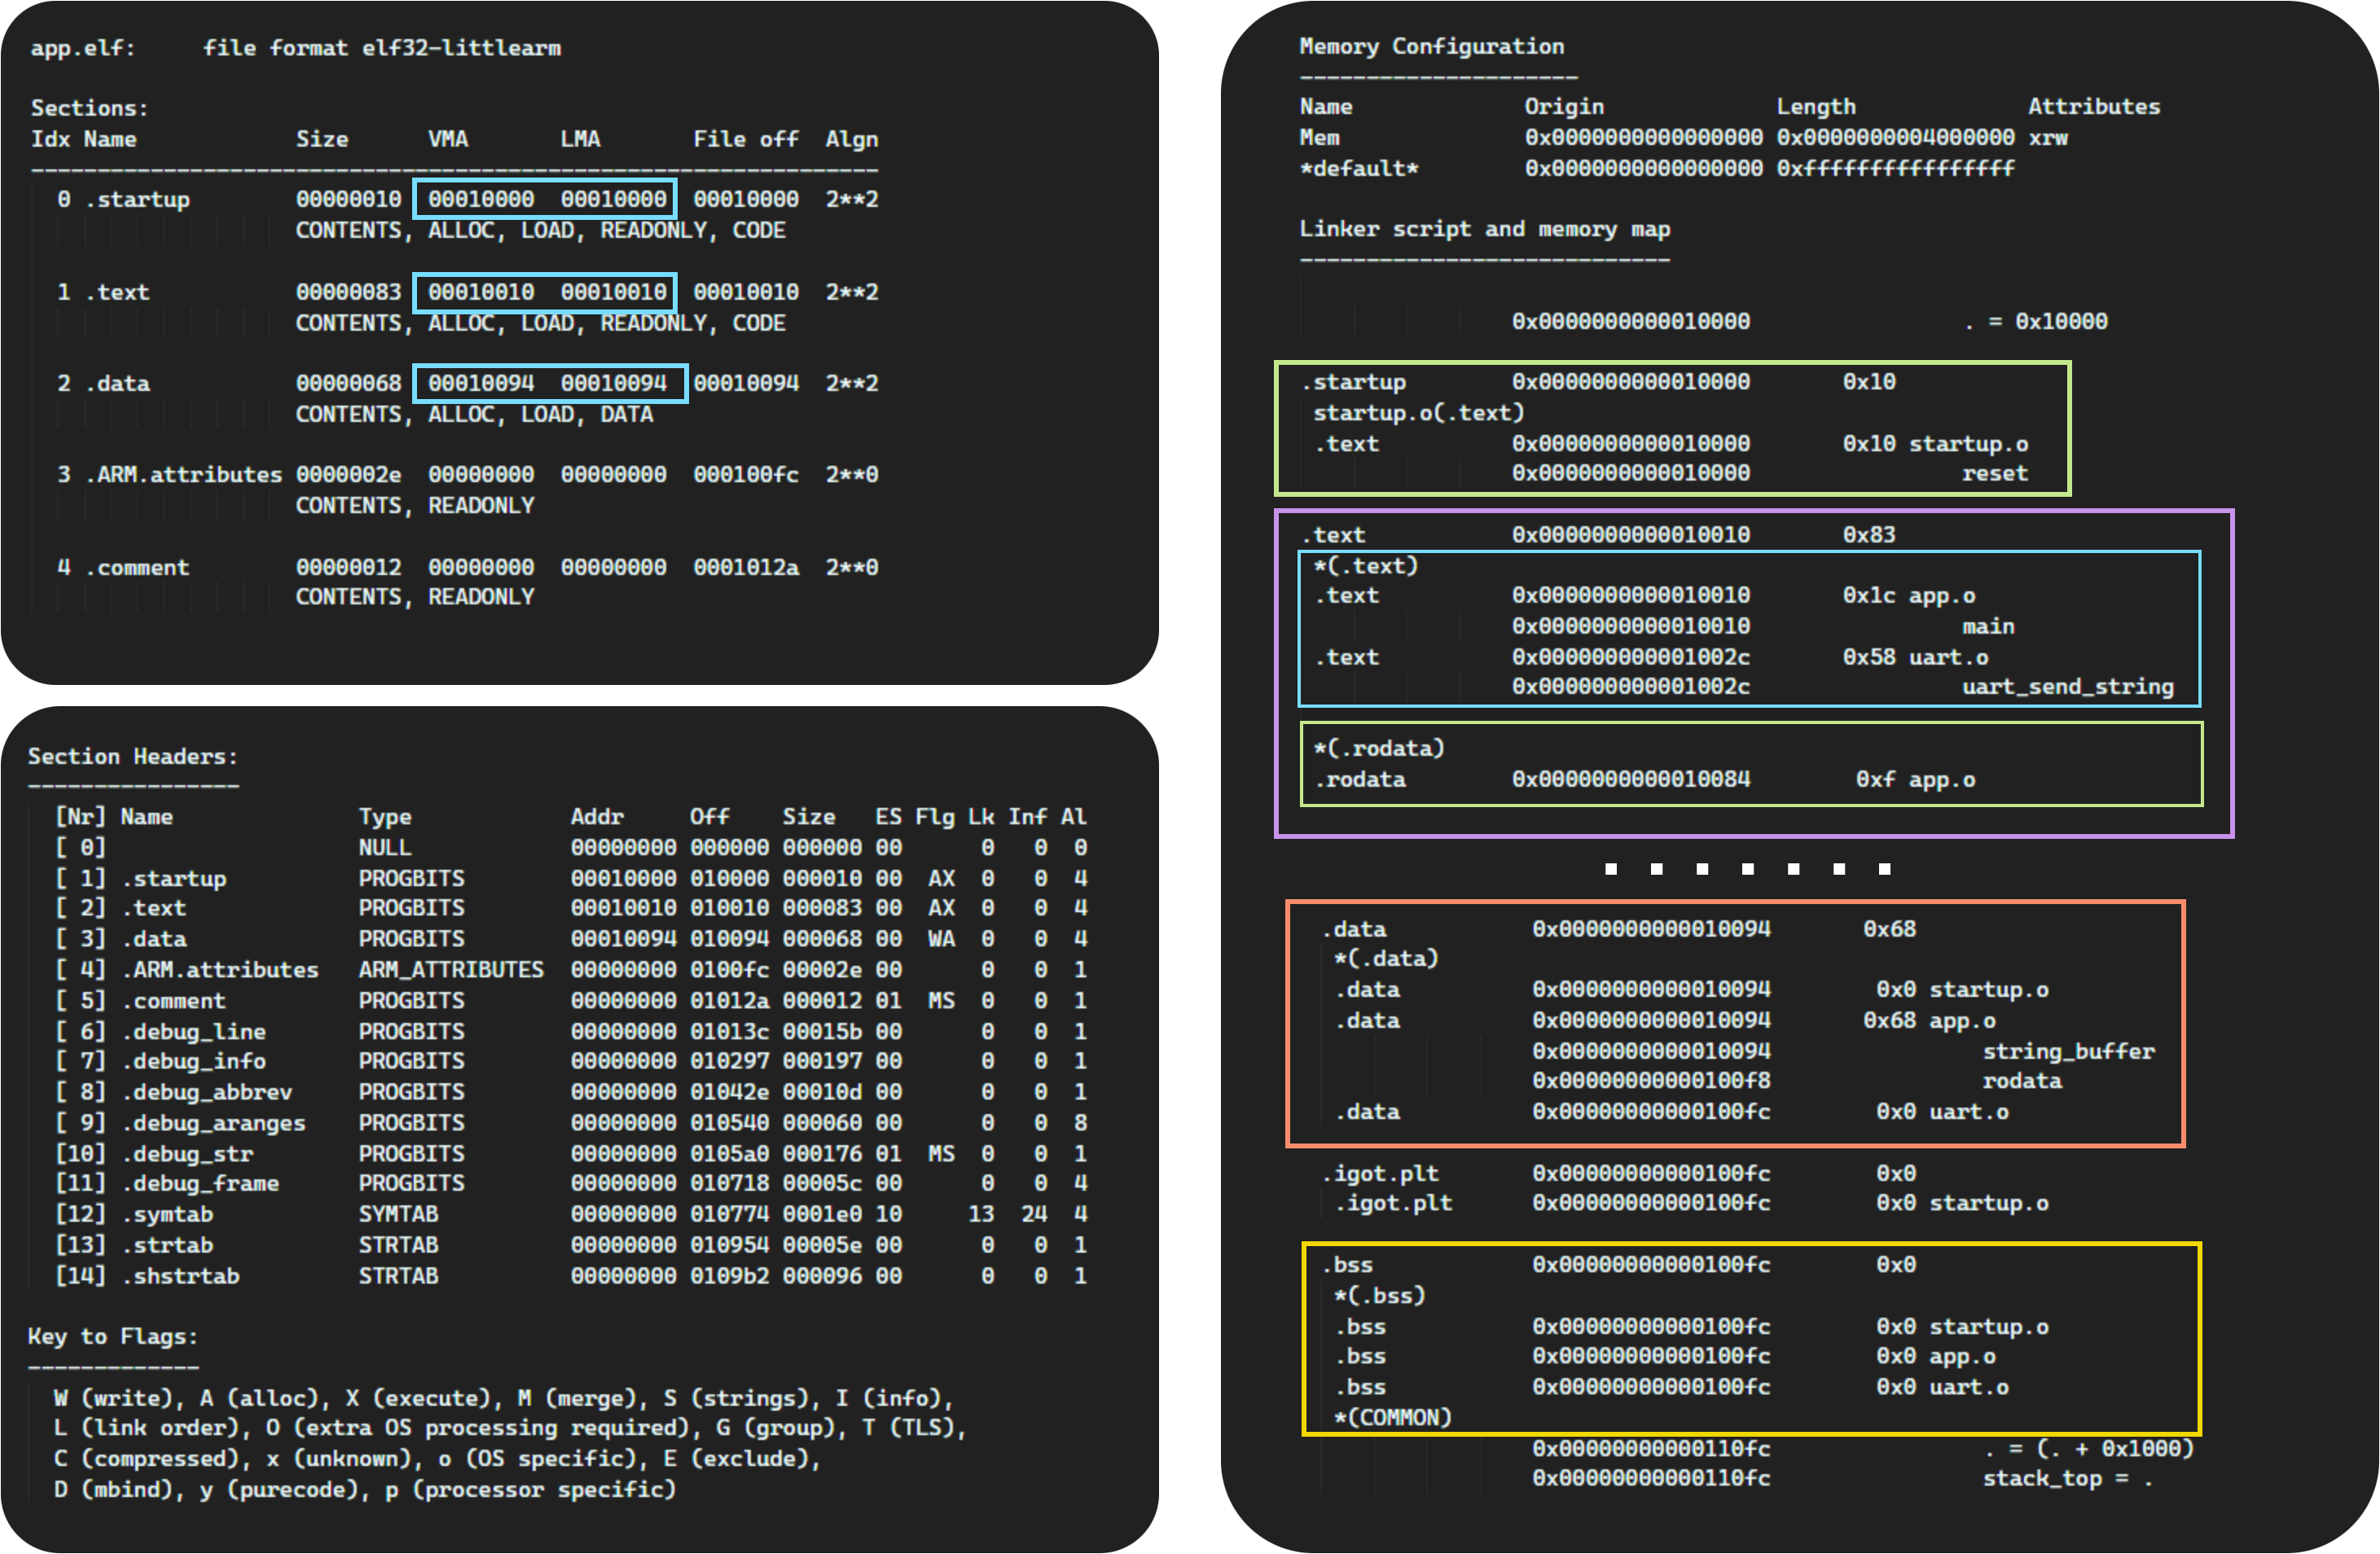 app.elf:     file format elf32-littlearm
Sections:
Idx Name            Size      VMA       LMA       File off  Algn
----------------------------------------------------------------
  0 .startup        00000010  00010000  00010000  00010000  2**2
                    CONTENTS, ALLOC, LOAD, READONLY, CODE
  1 .text           00000083  00010010  00010010  00010010  2**2
                    CONTENTS, ALLOC, LOAD, READONLY, CODE
  2 .data           00000068  00010094  00010094  00010094  2**2
                    CONTENTS, ALLOC, LOAD, DATA
  3 .ARM.attributes 0000002e  00000000  00000000  000100fc  2**0
                    CONTENTS, READONLY
  4 .comment        00000012  00000000  00000000  0001012a  2**0
                    CONTENTS, READONLY
Section Headers:
----------------
  [Nr] Name              Type            Addr     Off    Size   ES Flg Lk Inf Al
  [ 0]                   NULL            00000000 000000 000000 00      0   0  0
  [ 1] .startup          PROGBITS        00010000 010000 000010 00  AX  0   0  4
  [ 2] .text             PROGBITS        00010010 010010 000083 00  AX  0   0  4
  [ 3] .data             PROGBITS        00010094 010094 000068 00  WA  0   0  4
  [ 4] .ARM.attributes   ARM_ATTRIBUTES  00000000 0100fc 00002e 00      0   0  1
  [ 5] .comment          PROGBITS        00000000 01012a 000012 01  MS  0   0  1
  [ 6] .debug_line       PROGBITS        00000000 01013c 00015b 00      0   0  1
  [ 7] .debug_info       PROGBITS        00000000 010297 000197 00      0   0  1
  [ 8] .debug_abbrev     PROGBITS        00000000 01042e 00010d 00      0   0  1
  [ 9] .debug_aranges    PROGBITS        00000000 010540 000060 00      0   0  8
  [10] .debug_str        PROGBITS        00000000 0105a0 000176 01  MS  0   0  1
  [11] .debug_frame      PROGBITS        00000000 010718 00005c 00      0   0  4
  [12] .symtab           SYMTAB          00000000 010774 0001e0 10     13  24  4
  [13] .strtab           STRTAB          00000000 010954 00005e 00      0   0  1
  [14] .shstrtab         STRTAB          00000000 0109b2 000096 00      0   0  1
Key to Flags:
-------------
  W (write), A (alloc), X (execute), M (merge), S (strings), I (info),
  L (link order), O (extra OS processing required), G (group), T (TLS),
  C (compressed), x (unknown), o (OS specific), E (exclude),
  D (mbind), y (purecode), p (processor specific)
Memory Configuration
---------------------
Name             Origin             Length             Attributes
Mem              0x0000000000000000 0x0000000004000000 xrw
*default*        0x0000000000000000 0xffffffffffffffff
Linker script and memory map
----------------------------
                0x0000000000010000                . = 0x10000
.startup        0x0000000000010000       0x10
 startup.o(.text)
 .text          0x0000000000010000       0x10 startup.o
                0x0000000000010000                reset
.text           0x0000000000010010       0x83
 *(.text)
 .text          0x0000000000010010       0x1c app.o
                0x0000000000010010                main
 .text          0x000000000001002c       0x58 uart.o
                0x000000000001002c                uart_send_string
 *(.rodata)
 .rodata        0x0000000000010084        0xf app.o
.......
.data           0x0000000000010094       0x68
 *(.data)
 .data          0x0000000000010094        0x0 startup.o
 .data          0x0000000000010094       0x68 app.o
                0x0000000000010094                string_buffer
                0x00000000000100f8                rodata
 .data          0x00000000000100fc        0x0 uart.o
.igot.plt       0x00000000000100fc        0x0
 .igot.plt      0x00000000000100fc        0x0 startup.o
.bss            0x00000000000100fc        0x0
 *(.bss)
 .bss           0x00000000000100fc        0x0 startup.o
 .bss           0x00000000000100fc        0x0 app.o
 .bss           0x00000000000100fc        0x0 uart.o
 *(COMMON)
                0x00000000000110fc                . = (. + 0x1000)
                0x00000000000110fc                stack_top = .